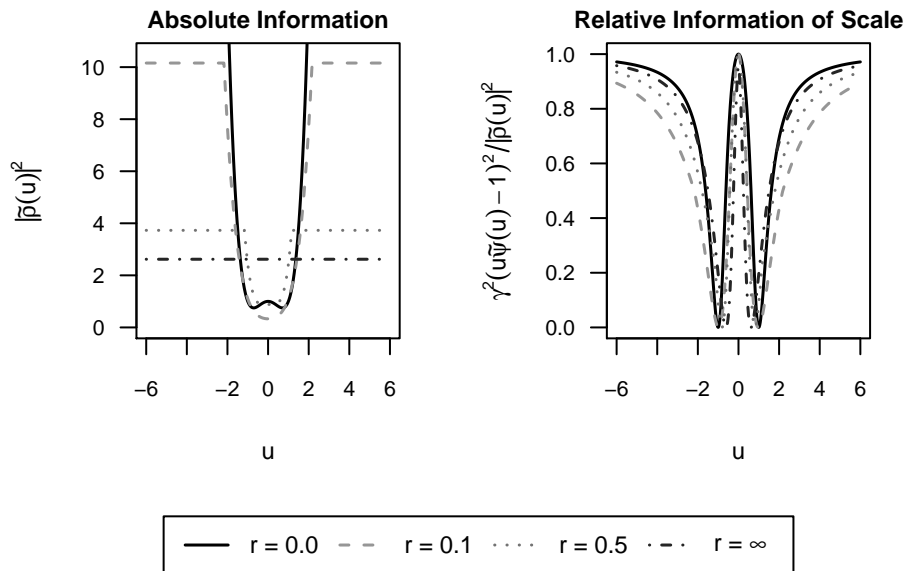 Absolute Information
10
8
6
4
2
0
−6 −2 0 2 4 6
u
|ρ̃(u)|²
Relative Information of Scale
1.0
0.8
0.6
0.4
0.2
0.0
−6 −4 −2 0 2 4 6
u
γ²(uψ̃(u) − 1)²/|ρ̃(u)|²
r = 0.0 r = 0.1 r = 0.5 r = ∞